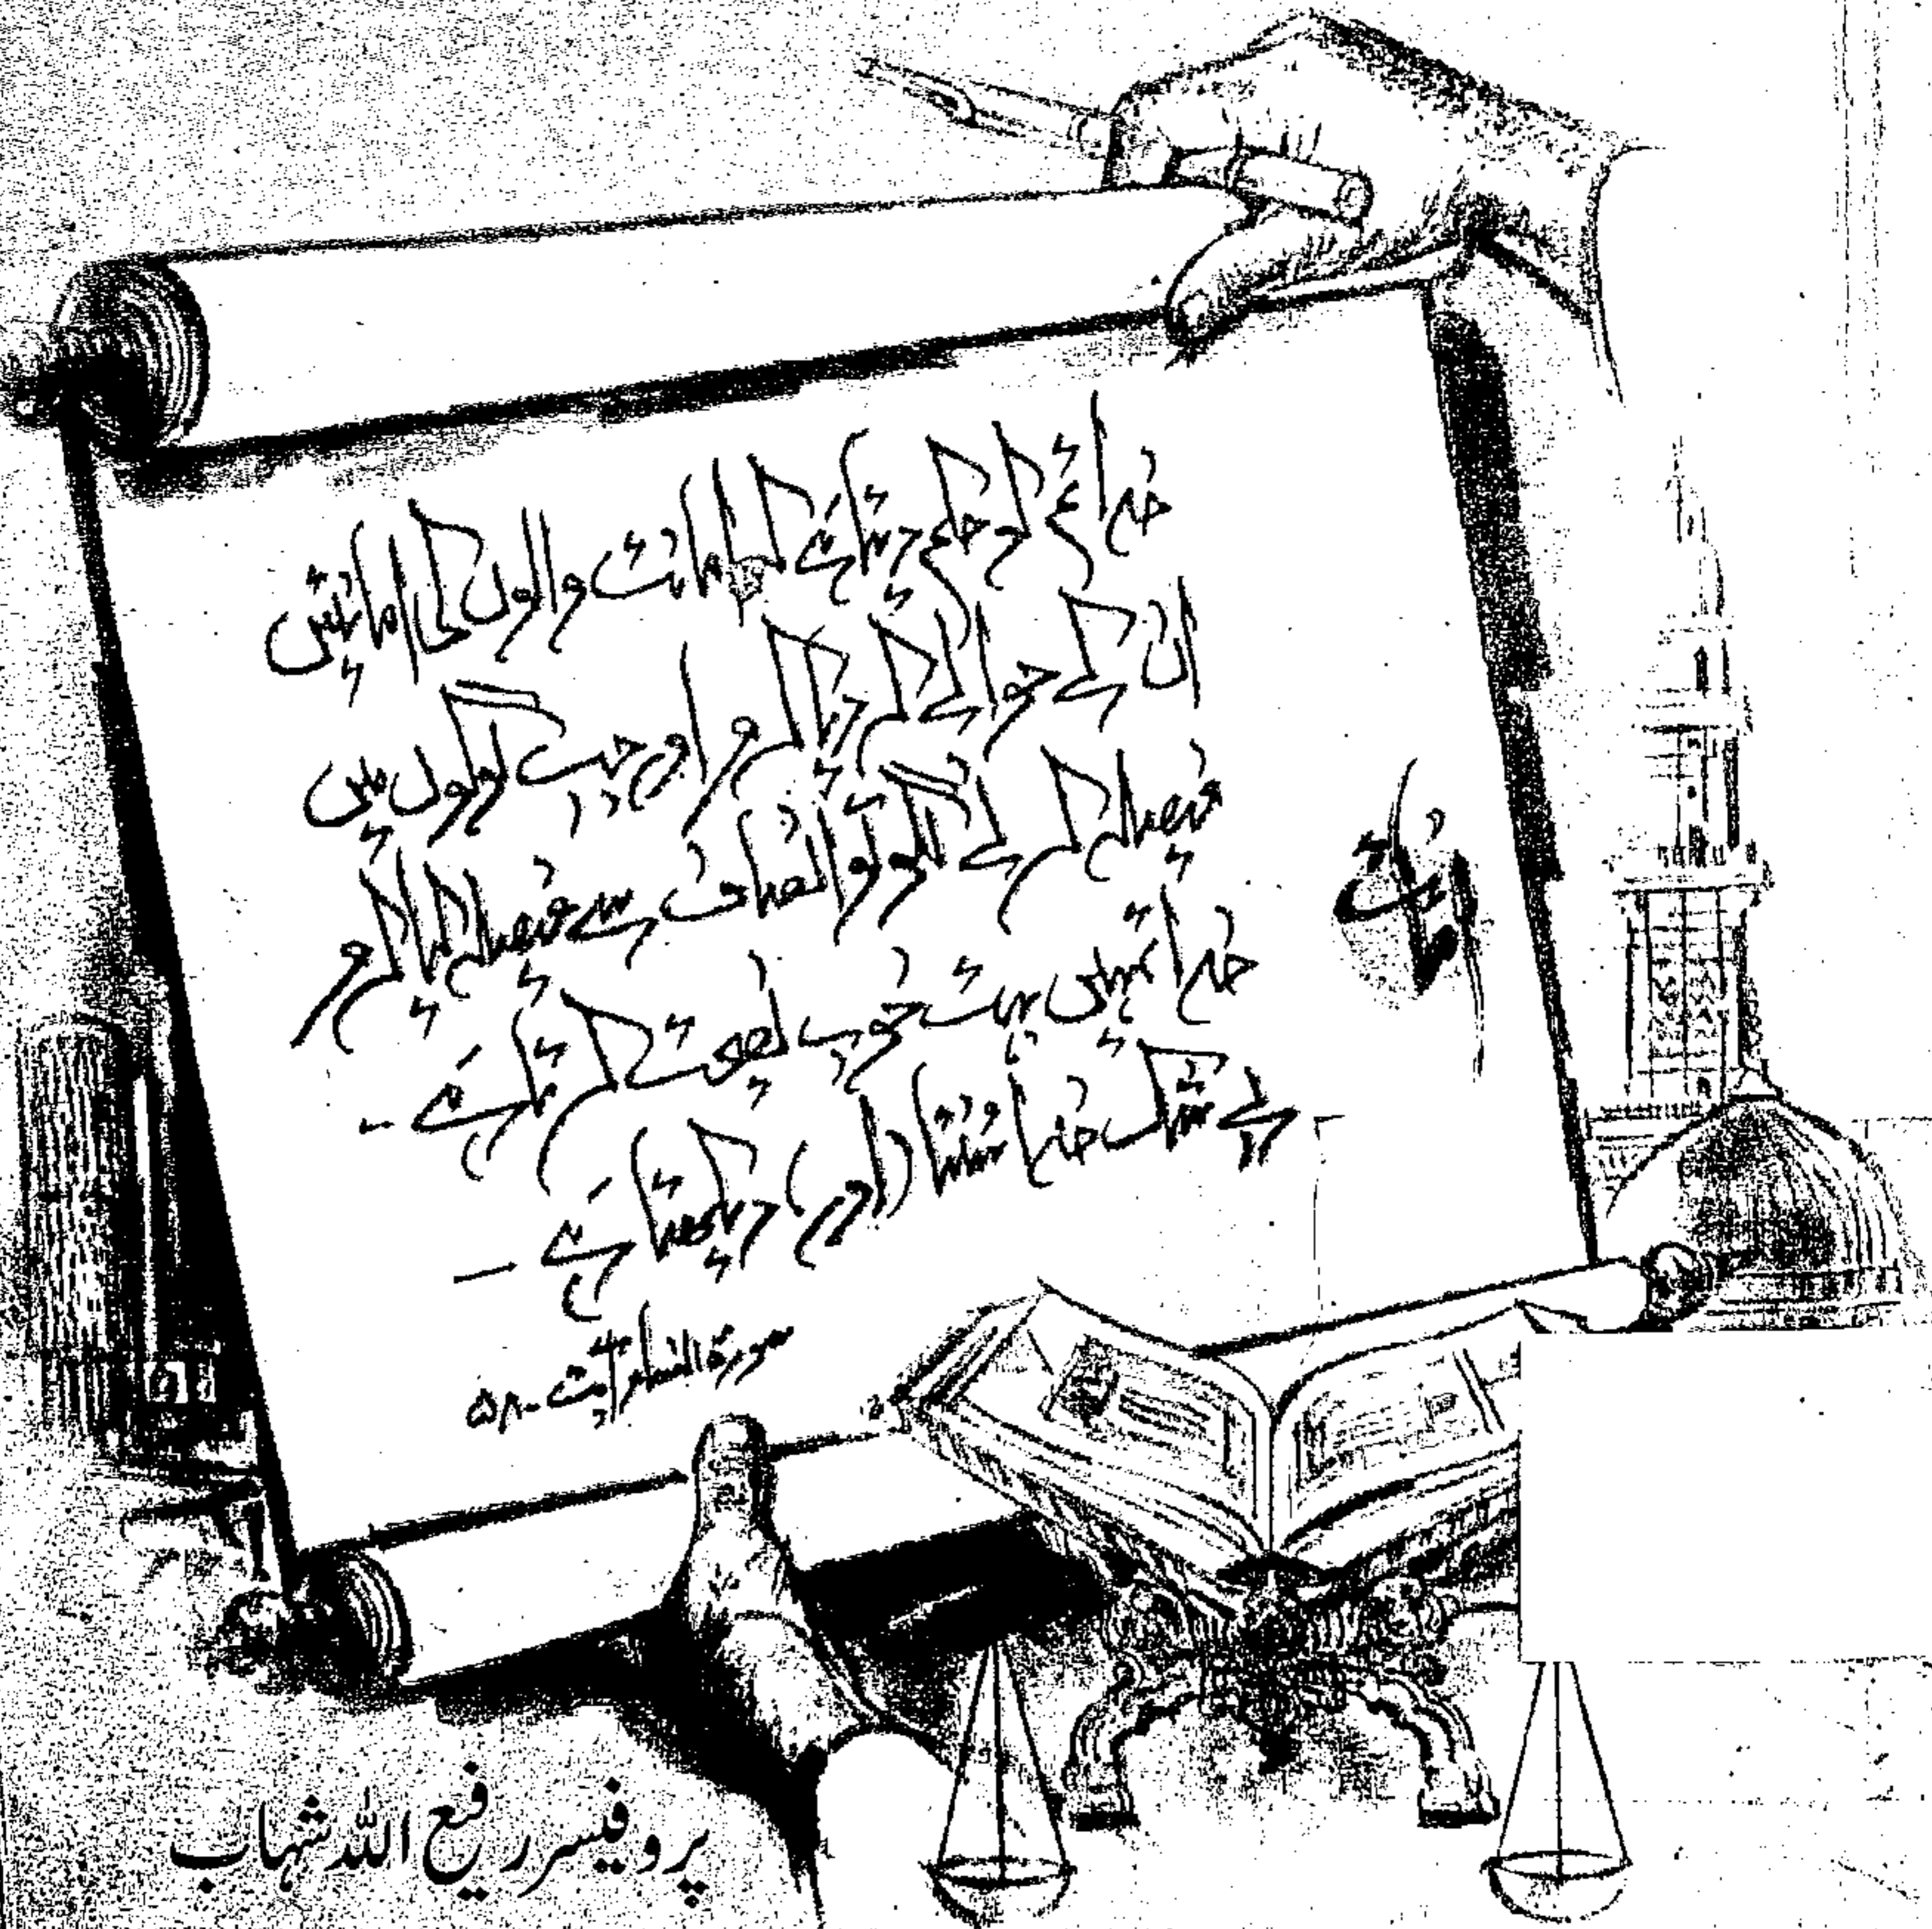 خدا تم کو حکم دیتا ہے کہ امانت والوں کی امانتیں
ان کے حوالے کر دیا کرو اور جب لوگوں میں
فیصلہ کرنے لگو تو انصاف سے فیصلہ کیا کرو
خدا تمہیں بہت خوب نصیحت کرتا ہے۔
بے شک خدا سنتا (اور) دیکھتا ہے۔
سورۃ النساء آیت ۔ ۵۸
پروفیسر رفیع اللہ شہاب